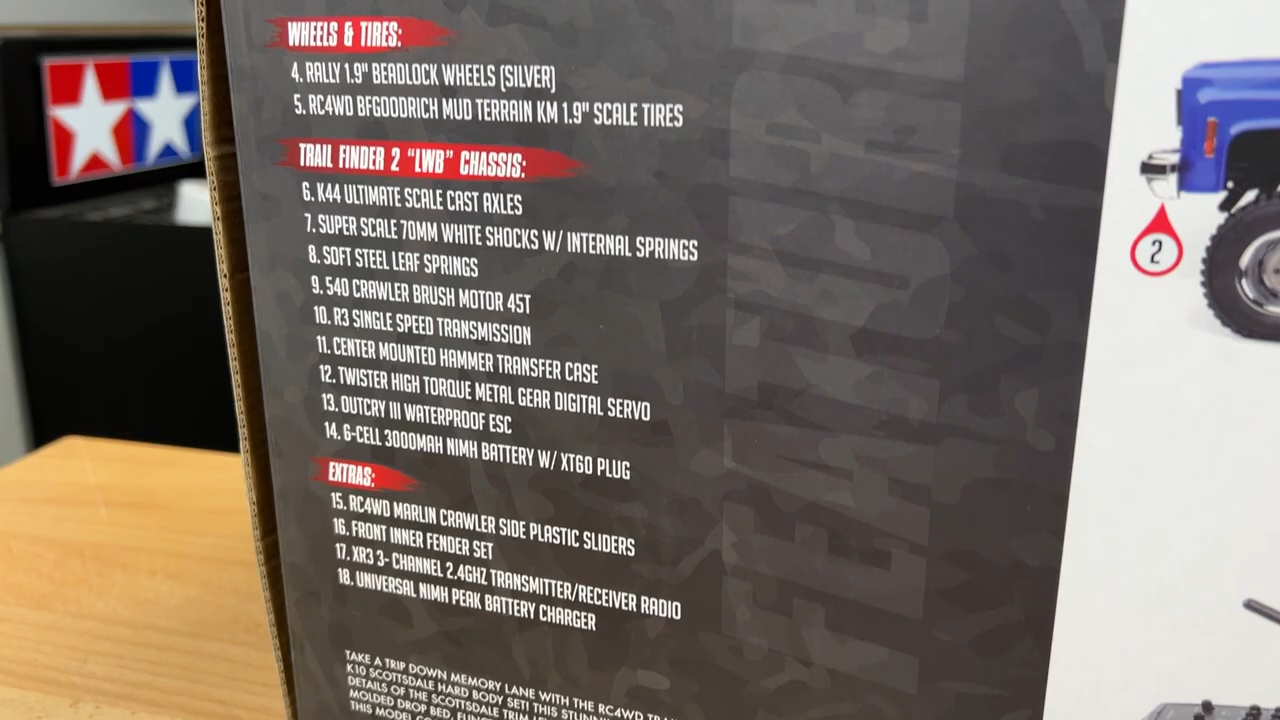 WHEELS & TIRES:
4. RALLY 1.9" BEADLOCK WHEELS (SILVER)
5. RC4WD BFGOODRICH MUD TERRAIN KM 1.9" SCALE TIRES
TRAIL FINDER 2 "LWB" CHASSIS:
6. K44 ULTIMATE SCALE CAST AXLES
7. SUPER SCALE 70MM WHITE SHOCKS W/ INTERNAL SPRINGS
8. SOFT STEEL LEAF SPRINGS
9. 540 CRAWLER BRUSH MOTOR 45T
10. R3 SINGLE SPEED TRANSMISSION
11. CENTER MOUNTED HAMMER TRANSFER CASE
12. TWISTER HIGH TORQUE METAL GEAR DIGITAL SERVO
13. OUTCRY III WATERPROOF ESC
14. 6-CELL 3000MAH NIMH BATTERY W/ XT60 PLUG
EXTRAS:
15. RC4WD MARLIN CRAWLER SIDE PLASTIC SLIDERS
16. FRONT INNER FENDER SET
17. XR3 3- CHANNEL 2.4GHZ TRANSMITTER/RECEIVER RADIO
18. UNIVERSAL NIMH PEAK BATTERY CHARGER
TAKE A TRIP DOWN MEMORY LANE WITH THE RC4WD
K10 SCOTTSDALE HARD BODY SET! THIS
DETAILS OF THE SCOTTSDALE TRIM
MOLDED DROP BED,
THIS MODEL
2